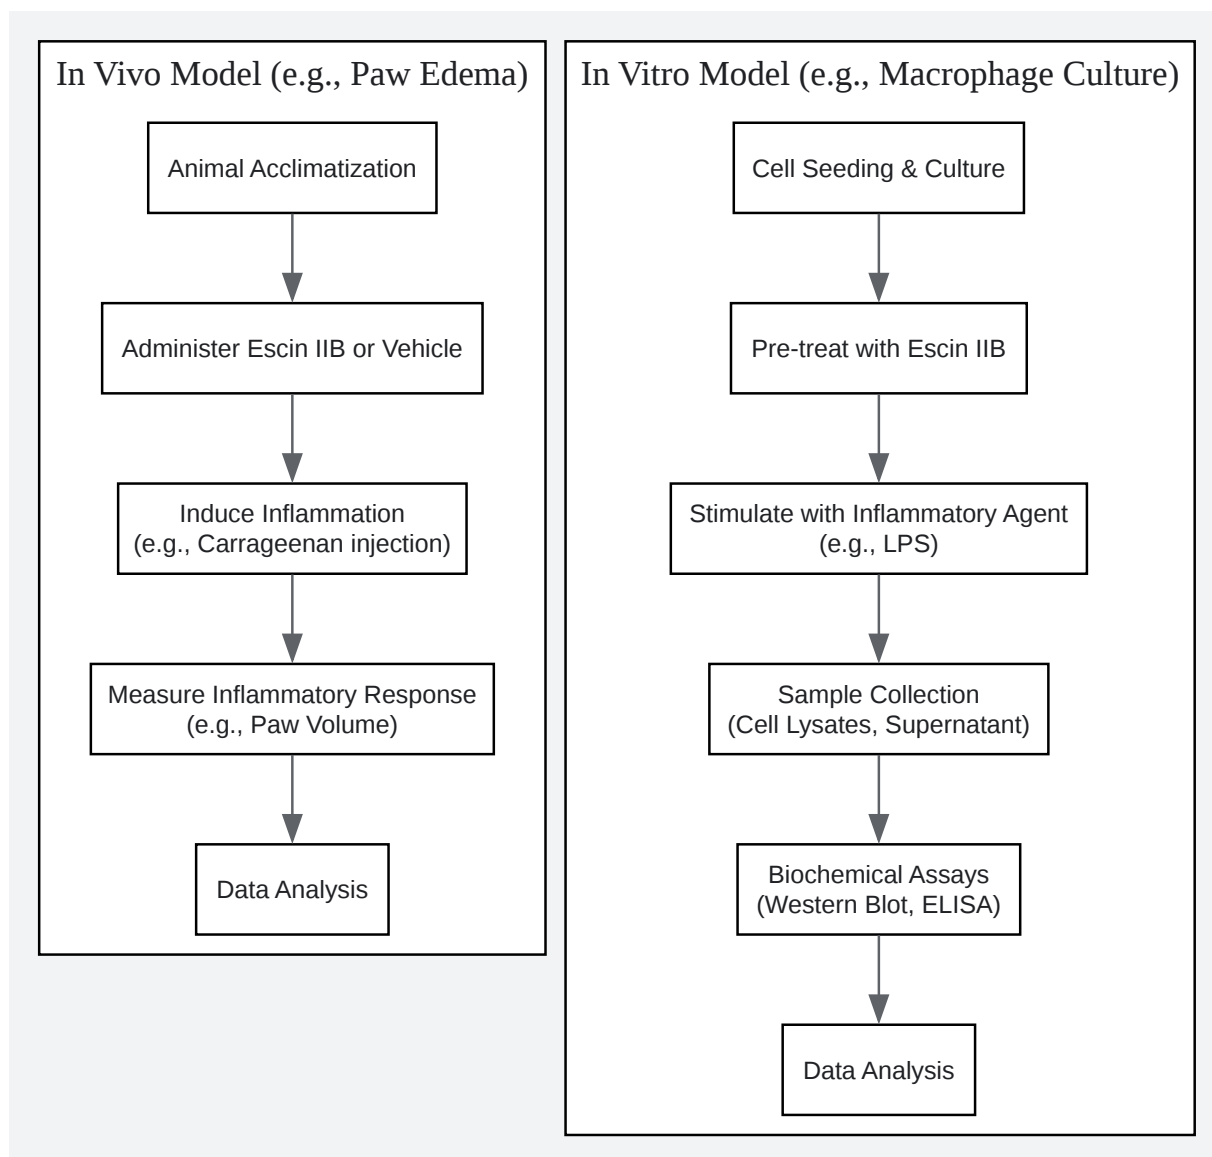 In Vivo Model (e.g., Paw Edema)
Animal Acclimatization
Administer Escin IIB or Vehicle
Induce Inflammation
(e.g., Carrageenan injection)
Measure Inflammatory Response
(e.g., Paw Volume)
Data Analysis
In Vitro Model (e.g., Macrophage Culture)
Cell Seeding & Culture
Pre-treat with Escin IIB
Stimulate with Inflammatory Agent
(e.g., LPS)
Sample Collection
(Cell Lysates, Supernatant)
Biochemical Assays
(Western Blot, ELISA)
Data Analysis